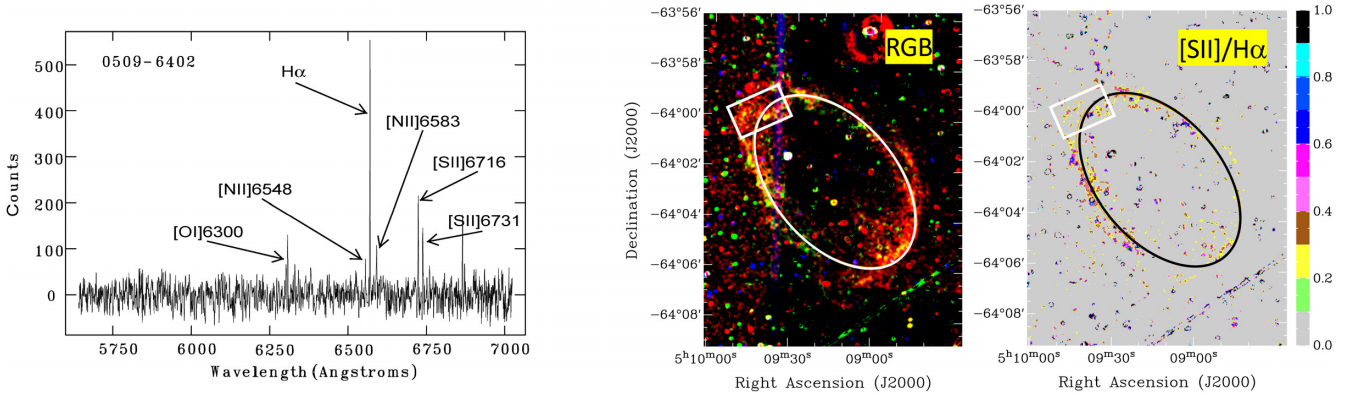 0509-6402
Hα
[NII]6583
[SII]6716
[NII]6548
[SII]6731
[OI]6300
500
400
300
200
100
0
Counts
5750 6000 6250 6500 6750 7000
Wavelength(Angstroms)
RGB
−63°56′
−63°58′
−64°00′
−64°02′
−64°04′
−64°06′
−64°08′
Declination (J2000)
5ʰ10ᵐ00ˢ 09ᵐ30ˢ 09ᵐ00ˢ
Right Ascension (J2000)
[SII]/Hα
−63°56′
−63°58′
−64°00′
−64°02′
−64°04′
−64°06′
−64°08′
5ʰ10ᵐ00ˢ 09ᵐ30ˢ 09ᵐ00ˢ
Right Ascension (J2000)
1.0
0.8
0.6
0.4
0.2
0.0